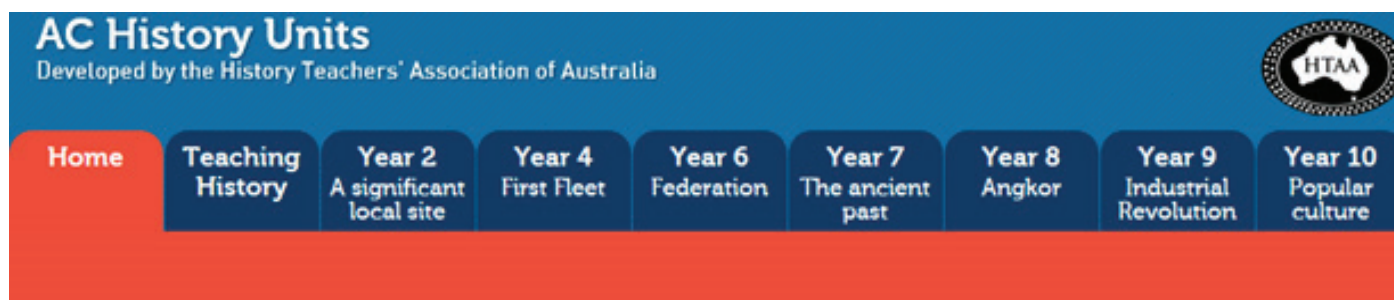 AC History Units
Developed by the History Teachers' Association of Australia
HTAA
Home
Teaching
History
Year 2
A significant
local site
Year 4
First Fleet
Year 6
Federation
Year 7
The ancient
past
Year 8
Angkor
Year 9
Industrial
Revolution
Year 10
Popular
culture